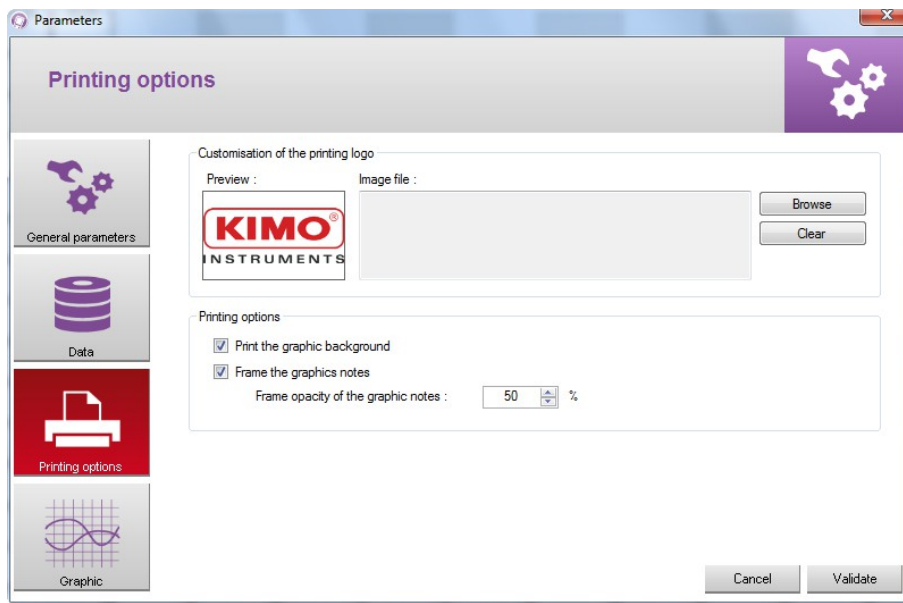 Parameters
Printing options
General parameters
Data
Printing options
Graphic
Customisation of the printing logo
Preview :
Image file :
KIMO®
INSTRUMENTS
Browse
Clear
Printing options
Print the graphic background
Frame the graphics notes
Frame opacity of the graphic notes : 50 %
Cancel
Validate